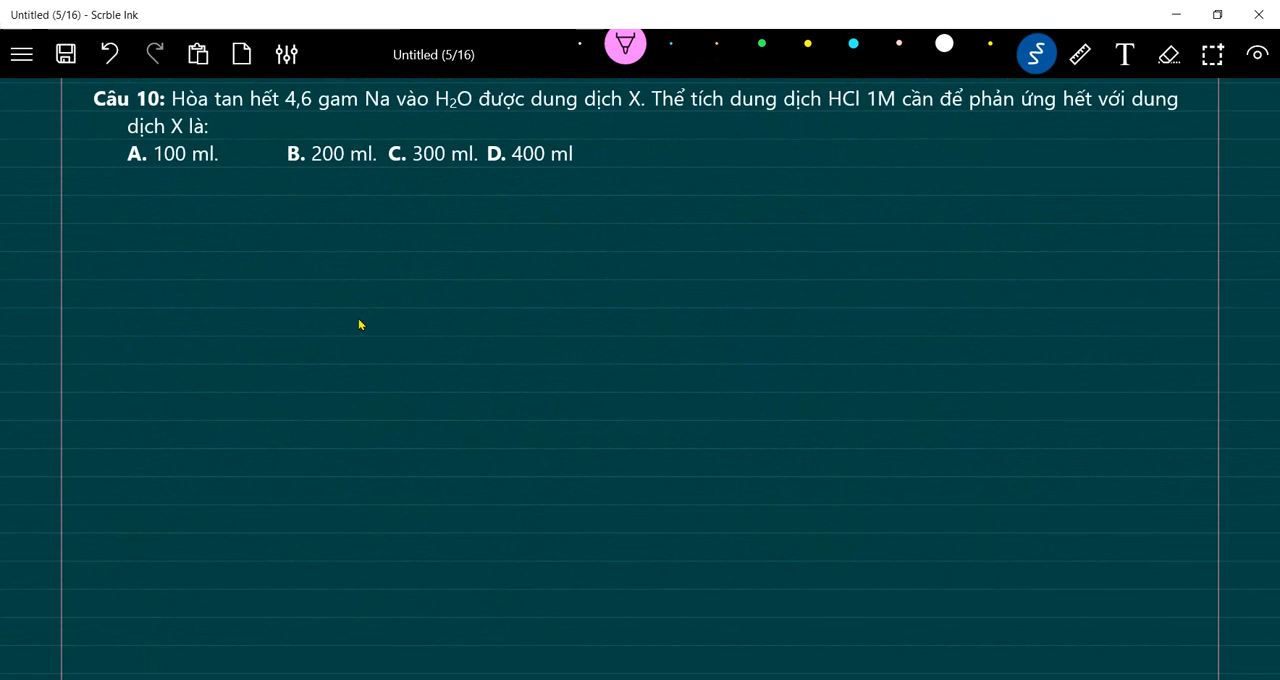 Untitled (5/16) - Scrble Ink
Untitled (5/16)
T
Câu 10: Hòa tan hết 4,6 gam Na vào H₂O được dung dịch X. Thể tích dung dịch HCl 1M cần để phản ứng hết với dung
dịch X là:
A. 100 ml. B. 200 ml. C. 300 ml. D. 400 ml